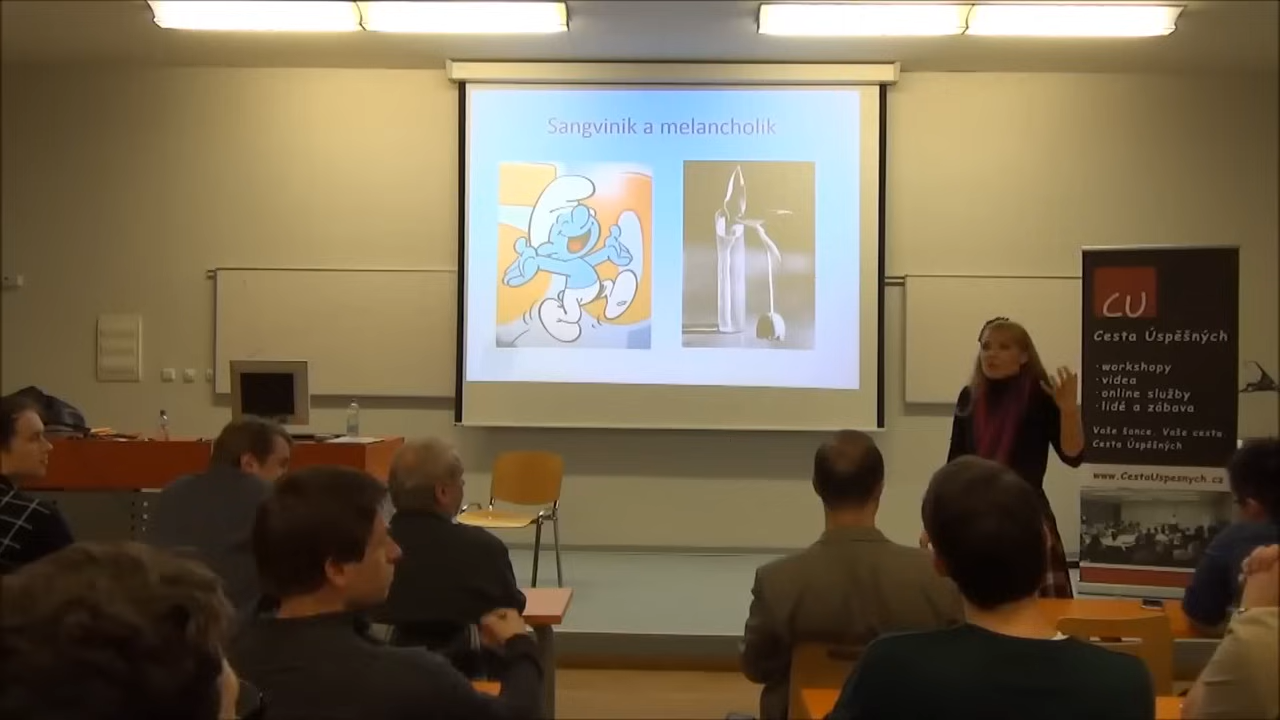 Sangvinik a melancholik
CU
Cesta Úspěšných
· workshopy
· videa
· online služby
· lidé a zábava
Vaše šance. Vaše cesta.
Cesta Úspěšných
www.CestaUspesnych.cz